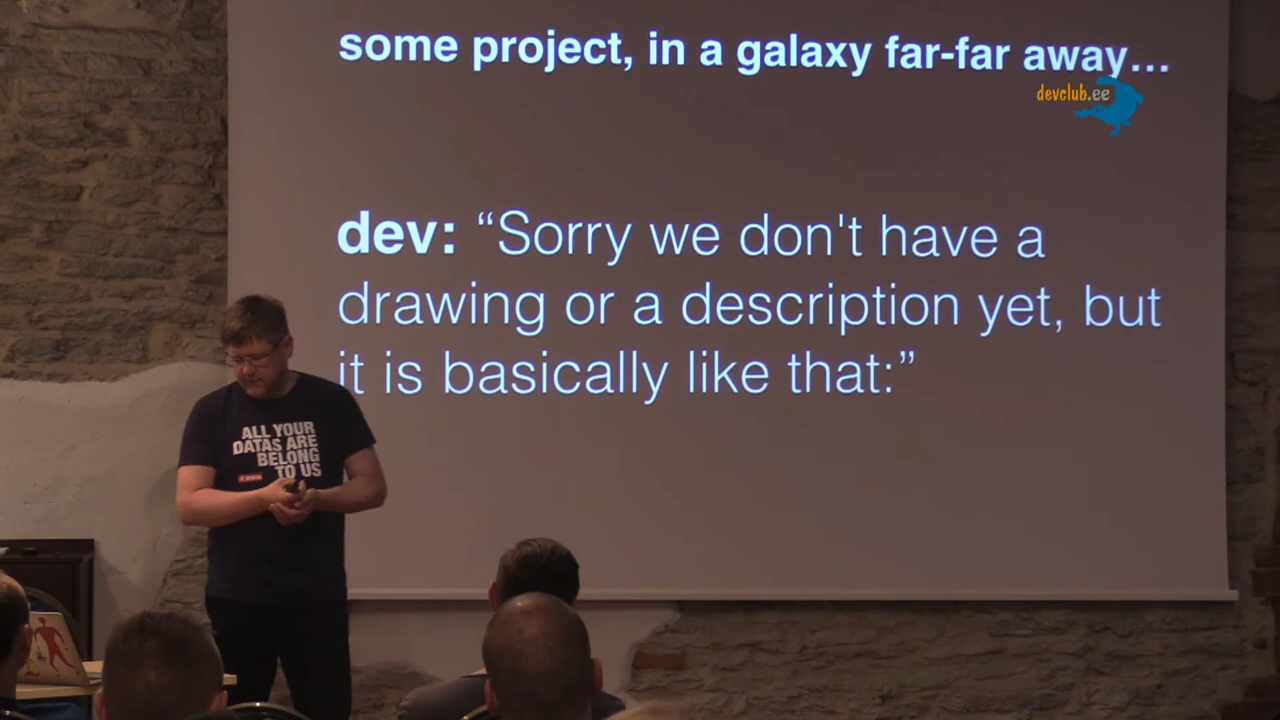 some project, in a galaxy far-far away…
devclub.ee
dev: “Sorry we don't have a
drawing or a description yet, but
it is basically like that:”
ALL YOUR
DATAS ARE
BELONG
TO US